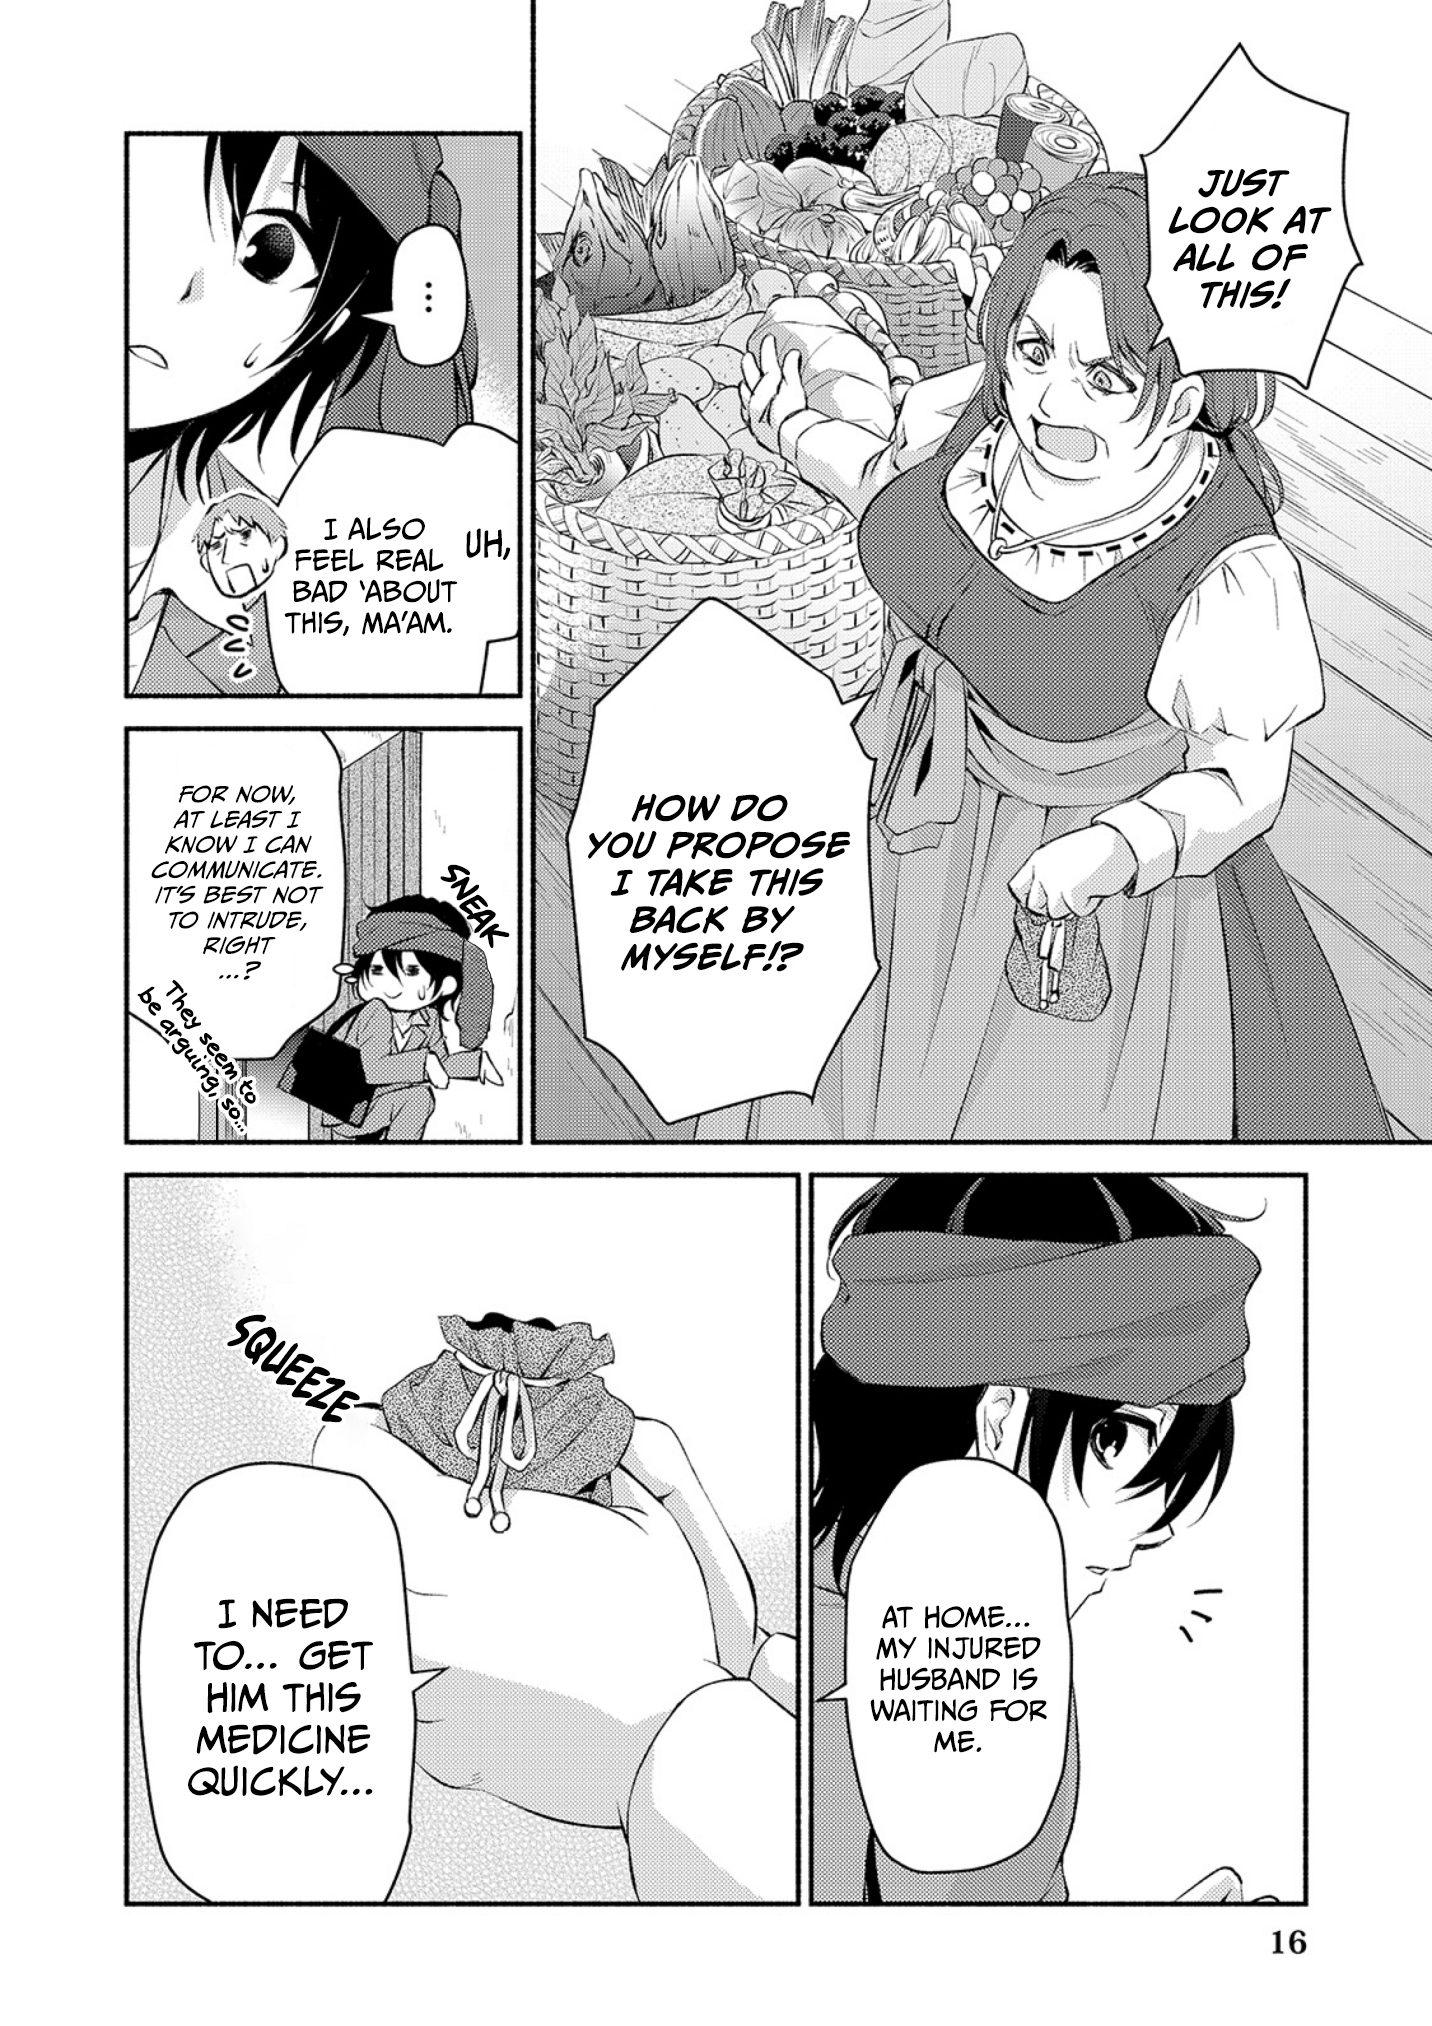 JUST
LOOK AT
ALL OF
THIS!
HOW DO
YOU PROPOSE
I TAKE THIS
BACK BY
MYSELF!?
...
UH,
I ALSO
FEEL REAL
BAD 'ABOUT
THIS, MA'AM.
FOR NOW,
AT LEAST I
KNOW I CAN
COMMUNICATE.
IT'S BEST NOT
TO INTRUDE,
RIGHT
...?
SNEAK
They seem to
be arguing, so...
AT HOME...
MY INJURED
HUSBAND IS
WAITING FOR
ME.
SQUEEZE
I NEED
TO... GET
HIM THIS
MEDICINE
QUICKLY...
16